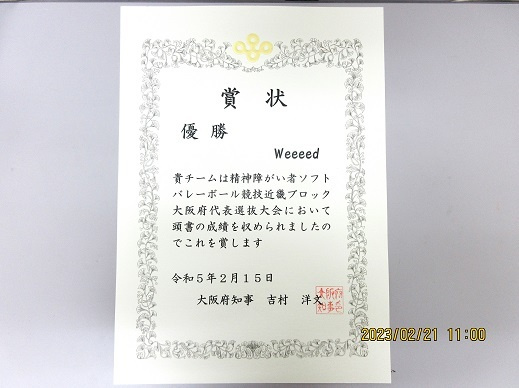 賞状
優勝
Weeeed
貴チームは精神障がい者ソフト
バレーボール競技近畿ブロック
大阪府代表選抜大会において
頭書の成績を収められましたの
でこれを賞します
令和5年2月15日
大阪府知事 吉村 洋文
2023/02/21 11:00